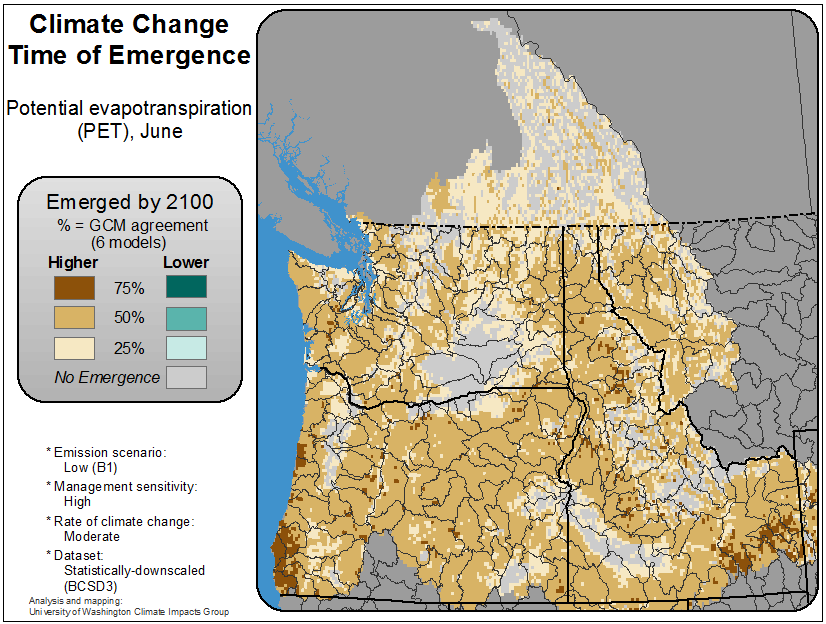 Climate Change
Time of Emergence
Potential evapotranspiration
(PET), June
Emerged by 2100
% = GCM agreement
(6 models)
Higher Lower
75%
50%
25%
No Emergence
* Emission scenario:
Low (B1)
* Management sensitivity:
High
* Rate of climate change:
Moderate
* Dataset:
Statistically-downscaled
(BCSD3)
Analysis and mapping:
University of Washington Climate Impacts Group